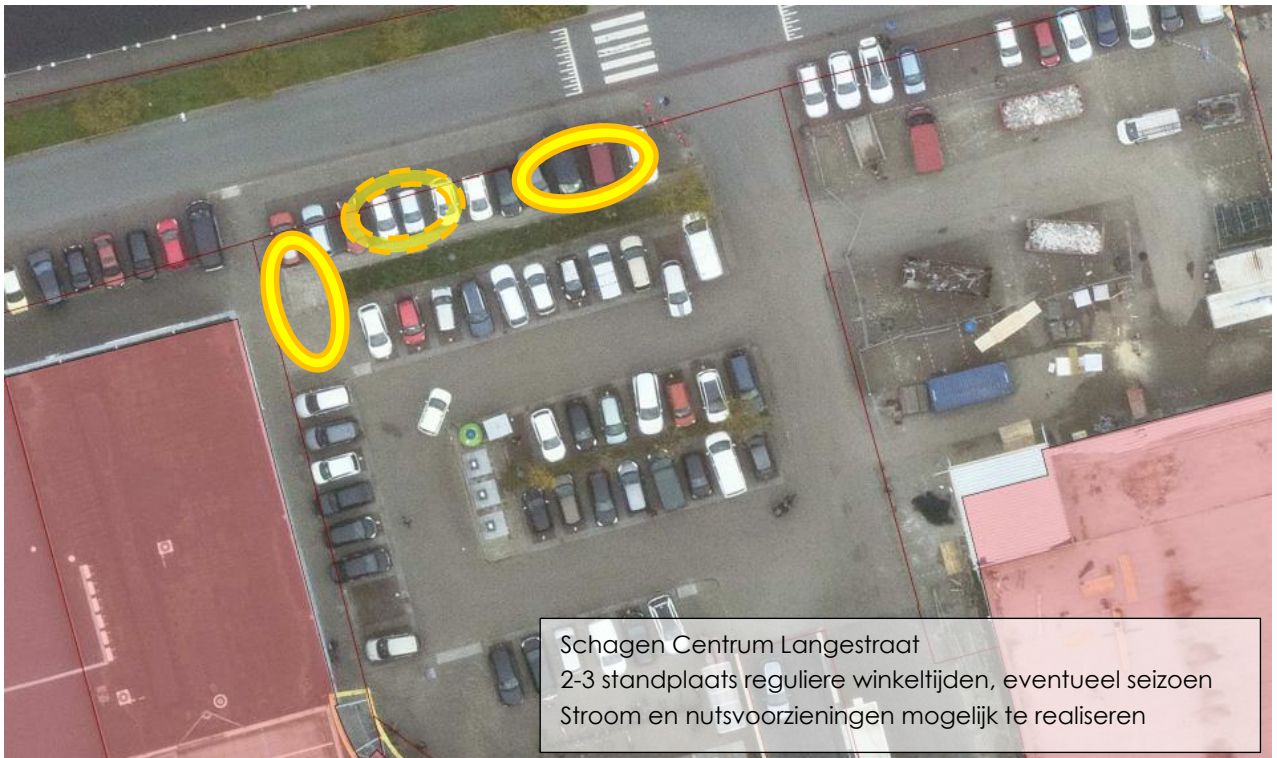 Schagen Centrum Langestraat
2-3 standplaats reguliere winkeltijden, eventueel seizoen
Stroom en nutsvoorzieningen mogelijk te realiseren